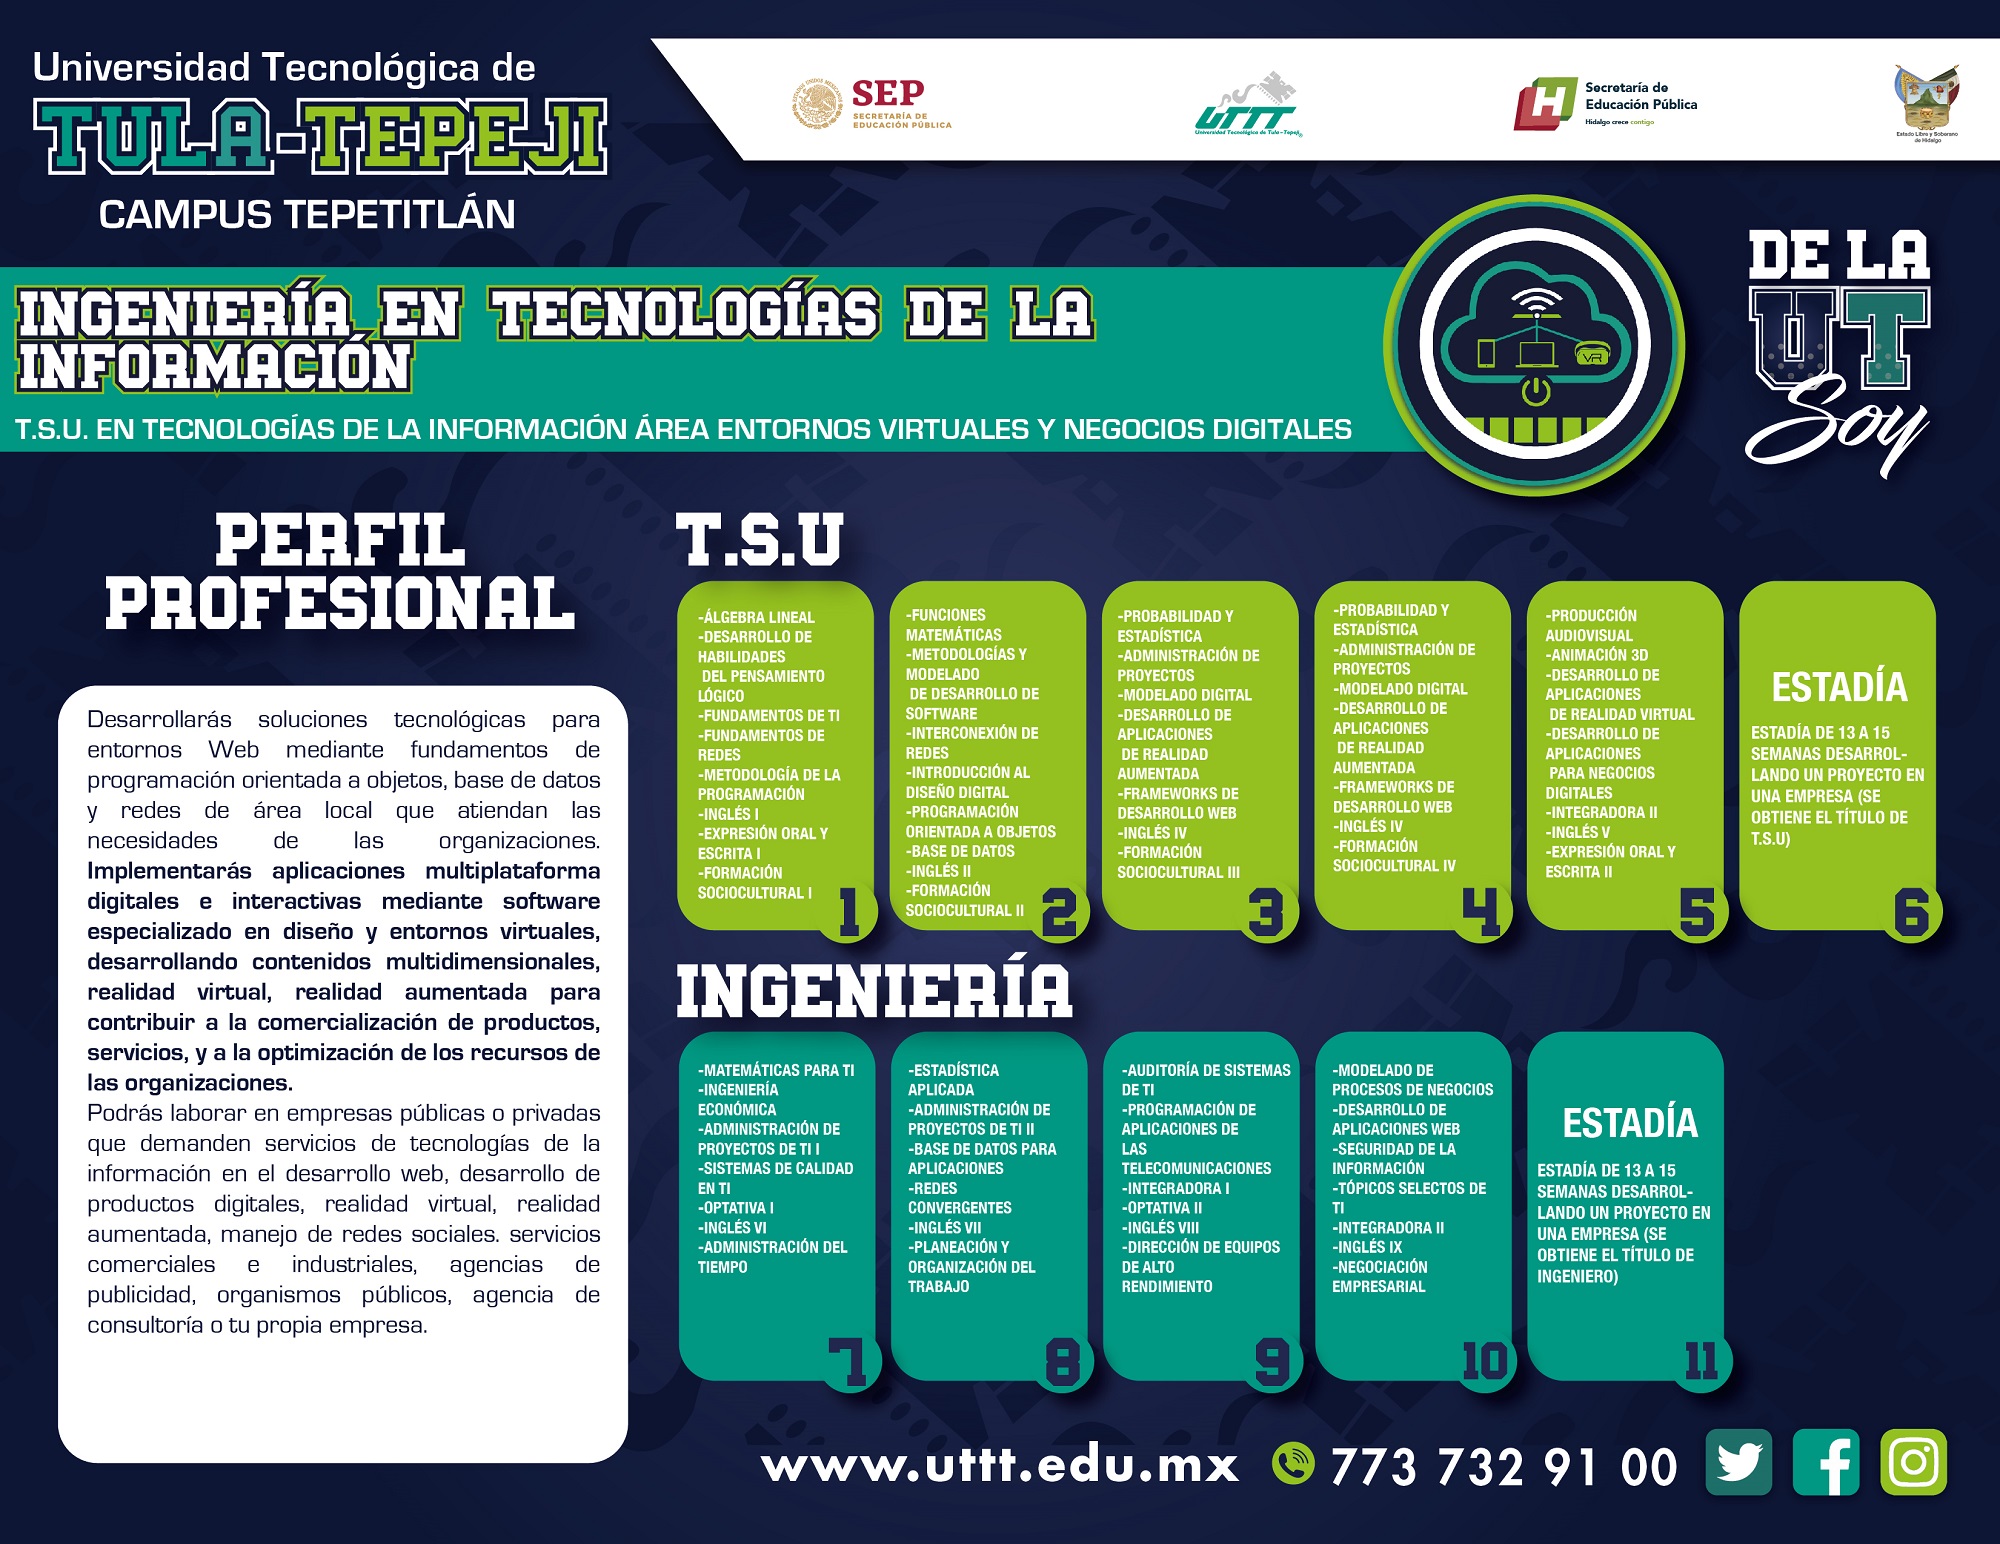 Universidad Tecnológica de
TULA-TEPEJI
CAMPUS TEPETITLÁN
SEP
SECRETARÍA DE
EDUCACIÓN PÚBLICA
UTTT
Universidad Tecnológica de Tula-Tepeji
H
Secretaría de
Educación Pública
Hidalgo crece contigo
Estado Libre y Soberano
de Hidalgo
INGENIERÍA EN TECNOLOGÍAS DE LA
INFORMACIÓN
T.S.U. EN TECNOLOGÍAS DE LA INFORMACIÓN ÁREA ENTORNOS VIRTUALES Y NEGOCIOS DIGITALES
VR
DE LA
UT
Soy
PERFIL
PROFESIONAL
Desarrollarás soluciones tecnológicas para
entornos Web mediante fundamentos de
programación orientada a objetos, base de datos
y redes de área local que atiendan las
necesidades de las organizaciones.
Implementarás aplicaciones multiplataforma
digitales e interactivas mediante software
especializado en diseño y entornos virtuales,
desarrollando contenidos multidimensionales,
realidad virtual, realidad aumentada para
contribuir a la comercialización de productos,
servicios, y a la optimización de los recursos de
las organizaciones.
Podrás laborar en empresas públicas o privadas
que demanden servicios de tecnologías de la
información en el desarrollo web, desarrollo de
productos digitales, realidad virtual, realidad
aumentada, manejo de redes sociales. servicios
comerciales e industriales, agencias de
publicidad, organismos públicos, agencia de
consultoría o tu propia empresa.
T.S.U
-ÁLGEBRA LINEAL
-DESARROLLO DE
HABILIDADES
DEL PENSAMIENTO
LÓGICO
-FUNDAMENTOS DE TI
-FUNDAMENTOS DE
REDES
-METODOLOGÍA DE LA
PROGRAMACIÓN
-INGLÉS I
-EXPRESIÓN ORAL Y
ESCRITA I
-FORMACIÓN
SOCIOCULTURAL I
1
-FUNCIONES
MATEMÁTICAS
-METODOLOGÍAS Y
MODELADO
DE DESARROLLO DE
SOFTWARE
-INTERCONEXIÓN DE
REDES
-INTRODUCCIÓN AL
DISEÑO DIGITAL
-PROGRAMACIÓN
ORIENTADA A OBJETOS
-BASE DE DATOS
-INGLÉS II
-FORMACIÓN
SOCIOCULTURAL II
2
-PROBABILIDAD Y
ESTADÍSTICA
-ADMINISTRACIÓN DE
PROYECTOS
-MODELADO DIGITAL
-DESARROLLO DE
APLICACIONES
DE REALIDAD
AUMENTADA
-FRAMEWORKS DE
DESARROLLO WEB
-INGLÉS IV
-FORMACIÓN
SOCIOCULTURAL III
3
-PROBABILIDAD Y
ESTADÍSTICA
-ADMINISTRACIÓN DE
PROYECTOS
-MODELADO DIGITAL
-DESARROLLO DE
APLICACIONES
DE REALIDAD
AUMENTADA
-FRAMEWORKS DE
DESARROLLO WEB
-INGLÉS IV
-FORMACIÓN
SOCIOCULTURAL IV
4
-PRODUCCIÓN
AUDIOVISUAL
-ANIMACIÓN 3D
-DESARROLLO DE
APLICACIONES
DE REALIDAD VIRTUAL
-DESARROLLO DE
APLICACIONES
PARA NEGOCIOS
DIGITALES
-INTEGRADORA II
-INGLÉS V
-EXPRESIÓN ORAL Y
ESCRITA II
5
ESTADÍA
ESTADÍA DE 13 A 15
SEMANAS DESARROL-
LANDO UN PROYECTO EN
UNA EMPRESA (SE
OBTIENE EL TÍTULO DE
T.S.U)
6
INGENIERÍA
-MATEMÁTICAS PARA TI
-INGENIERÍA
ECONÓMICA
-ADMINISTRACIÓN DE
PROYECTOS DE TI I
-SISTEMAS DE CALIDAD
EN TI
-OPTATIVA I
-INGLÉS VI
-ADMINISTRACIÓN DEL
TIEMPO
7
-ESTADÍSTICA
APLICADA
-ADMINISTRACIÓN DE
PROYECTOS DE TI II
-BASE DE DATOS PARA
APLICACIONES
-REDES
CONVERGENTES
-INGLÉS VII
-PLANEACIÓN Y
ORGANIZACIÓN DEL
TRABAJO
8
-AUDITORÍA DE SISTEMAS
DE TI
-PROGRAMACIÓN DE
APLICACIONES DE
LAS
TELECOMUNICACIONES
-INTEGRADORA I
-OPTATIVA II
-INGLÉS VIII
-DIRECCIÓN DE EQUIPOS
DE ALTO
RENDIMIENTO
9
-MODELADO DE
PROCESOS DE NEGOCIOS
-DESARROLLO DE
APLICACIONES WEB
-SEGURIDAD DE LA
INFORMACIÓN
-TÓPICOS SELECTOS DE
TI
-INTEGRADORA II
-INGLÉS IX
-NEGOCIACIÓN
EMPRESARIAL
10
ESTADÍA
ESTADÍA DE 13 A 15
SEMANAS DESARROL-
LANDO UN PROYECTO EN
UNA EMPRESA (SE
OBTIENE EL TÍTULO DE
INGENIERO)
11
www.uttt.edu.mx
773 732 91 00